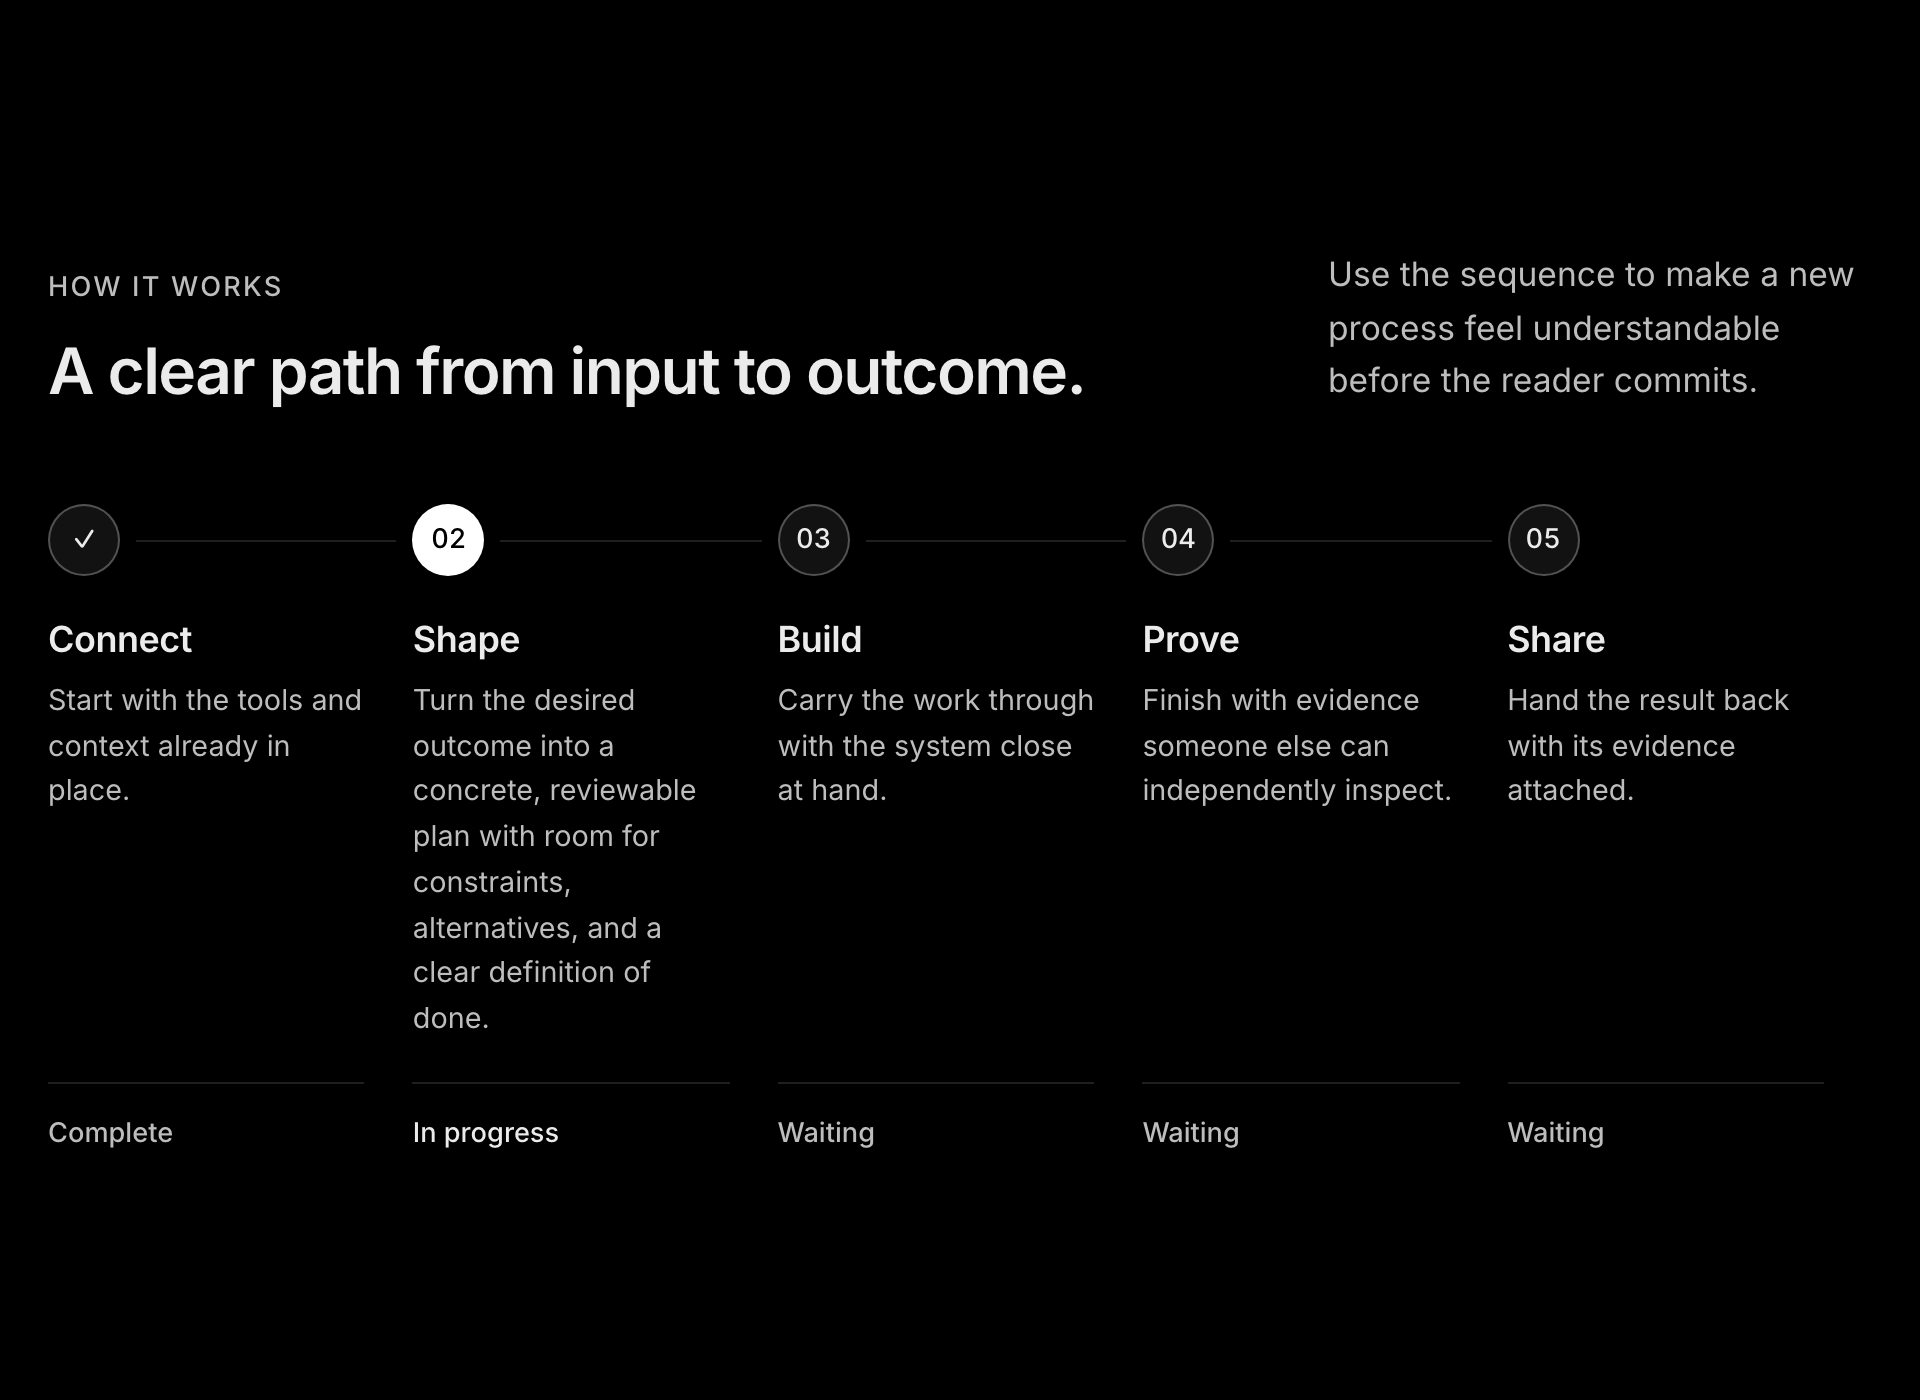 HOW IT WORKS
A clear path from input to outcome.
Use the sequence to make a new
process feel understandable
before the reader commits.
✓
Connect
Start with the tools and
context already in
place.
Complete
02
Shape
Turn the desired
outcome into a
concrete, reviewable
plan with room for
constraints,
alternatives, and a
clear definition of
done.
In progress
03
Build
Carry the work through
with the system close
at hand.
Waiting
04
Prove
Finish with evidence
someone else can
independently inspect.
Waiting
05
Share
Hand the result back
with its evidence
attached.
Waiting